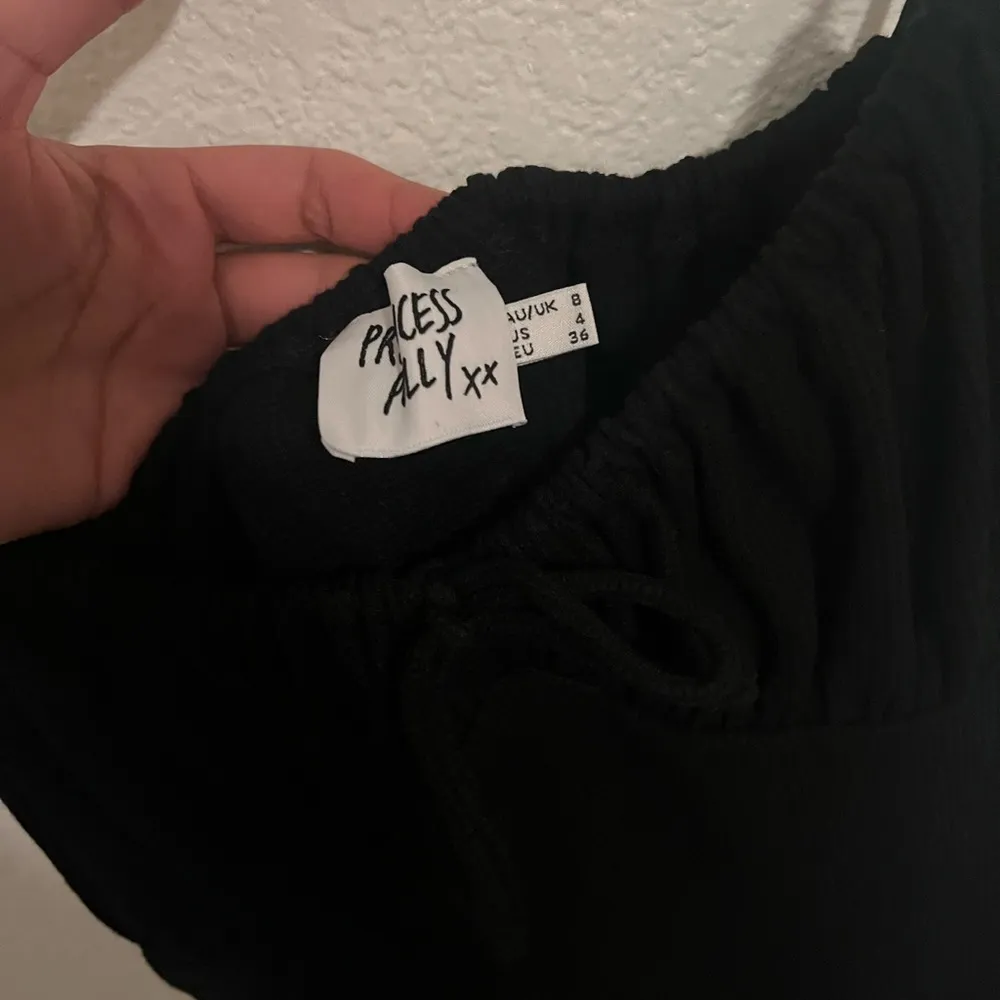 PRINCESS
POLLY xx
AU/UK 8
US 4
EU 36